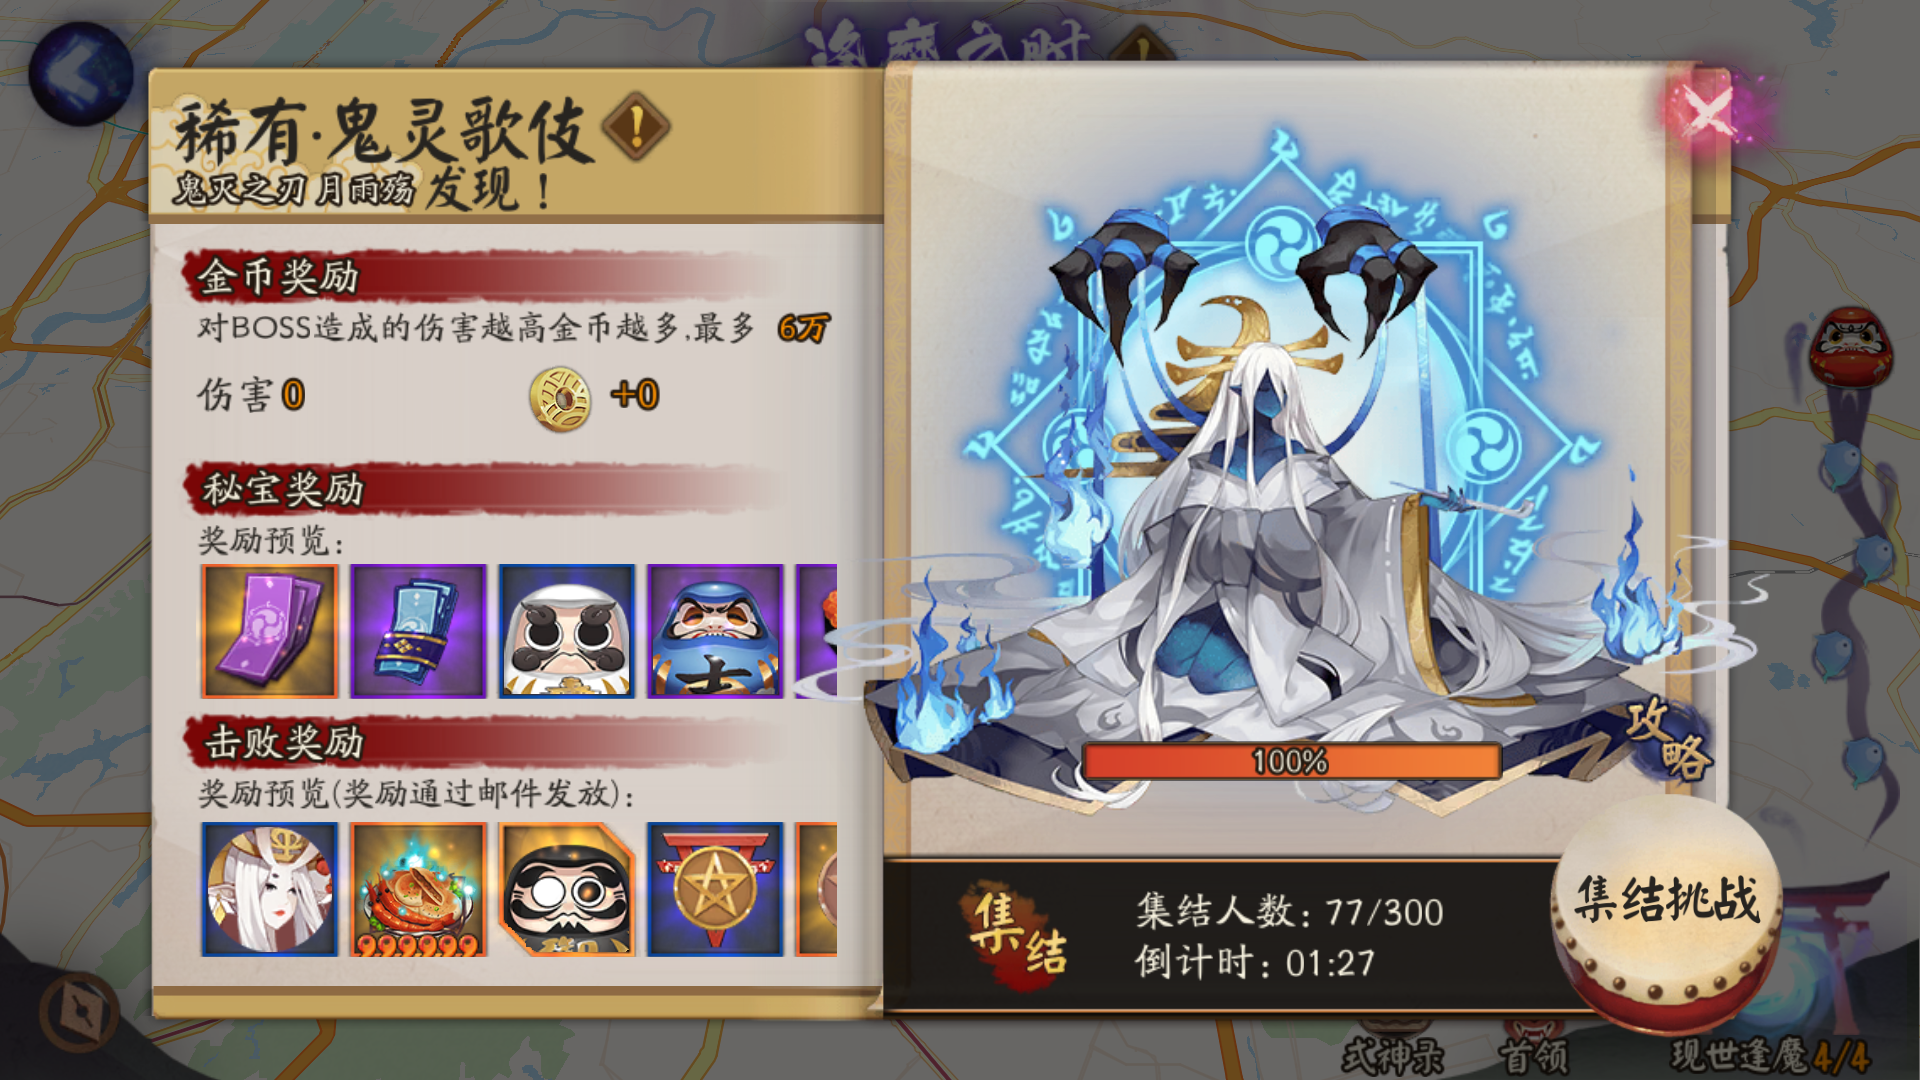 逢魔之时
稀有·鬼灵歌伎
鬼灭之刃月雨殇 发现！
金币奖励
对BOSS造成的伤害越高金币越多,最多 6万
伤害0 +0
秘宝奖励
奖励预览:
士
击败奖励
奖励预览(奖励通过邮件发放):
100%
攻略
集结
集结人数: 77/300
倒计时: 01:27
集结挑战
式神录
首领
现世逢魔4/4